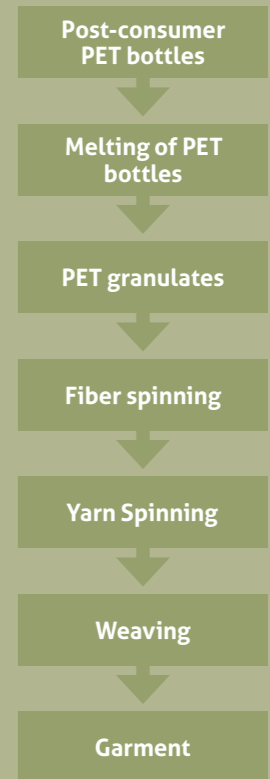 Post-consumer
PET bottles
Melting of PET
bottles
PET granulates
Fiber spinning
Yarn Spinning
Weaving
Garment